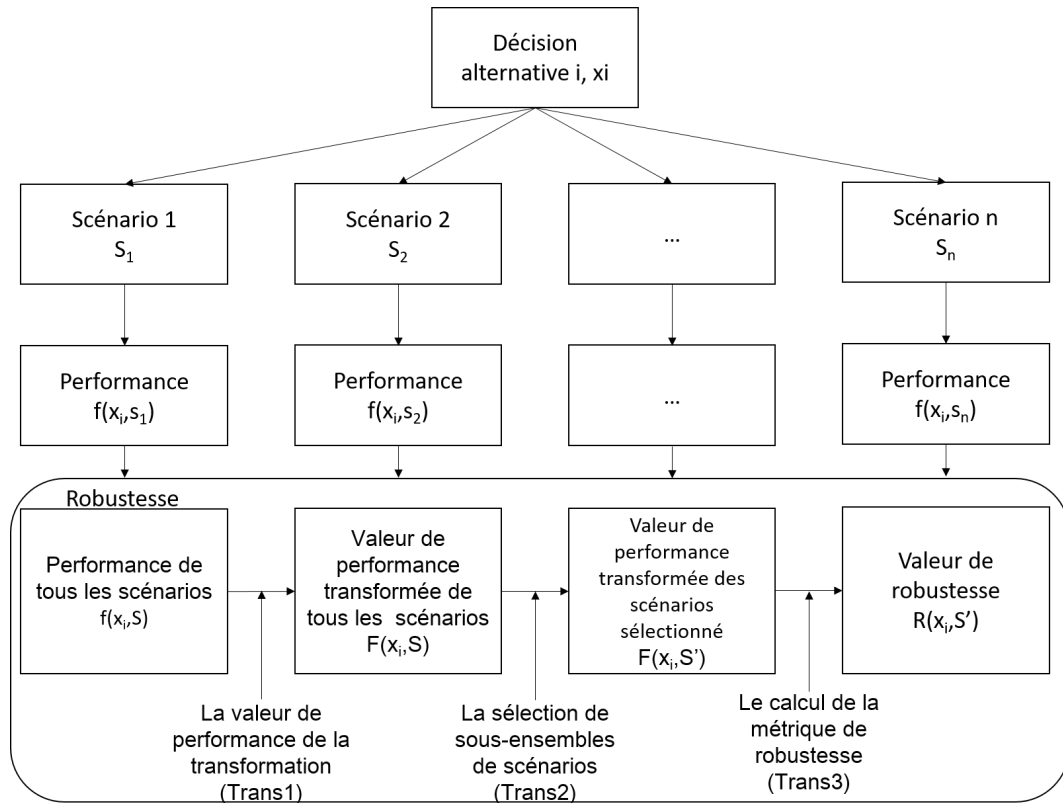 Décision
alternative i, xi
Scénario 1
S₁
Scénario 2
S₂
...
Scénario n
Sₙ
Performance
f(xᵢ,s₁)
Performance
f(xᵢ,s₂)
...
Performance
f(xᵢ,sₙ)
Robustesse
Performance de
tous les scénarios
f(xᵢ,S)
Valeur de
performance
transformée de
tous les scénarios
F(xᵢ,S)
Valeur de
performance
transformée des
scénarios
sélectionné
F(xᵢ,S')
Valeur de
robustesse
R(xᵢ,S’)
La valeur de
performance de la
transformation
(Trans1)
La sélection de
sous-ensembles
de scénarios
(Trans2)
Le calcul de la
métrique de
robustesse
(Trans3)